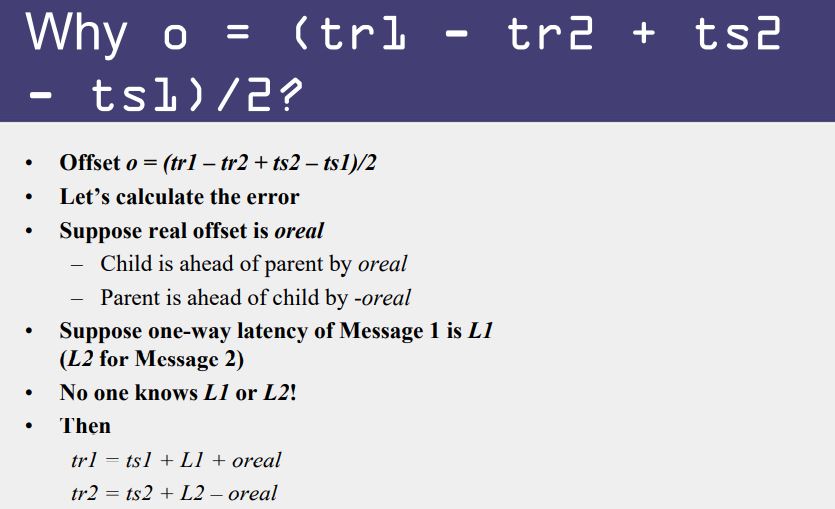 Why o = (tr1 - tr2 + ts2
- ts1)/2?
• Offset o = (tr1 – tr2 + ts2 – ts1)/2
• Let’s calculate the error
• Suppose real offset is oreal
– Child is ahead of parent by oreal
– Parent is ahead of child by -oreal
• Suppose one-way latency of Message 1 is L1
(L2 for Message 2)
• No one knows L1 or L2!
• Then
tr1 = ts1 + L1 + oreal
tr2 = ts2 + L2 – oreal